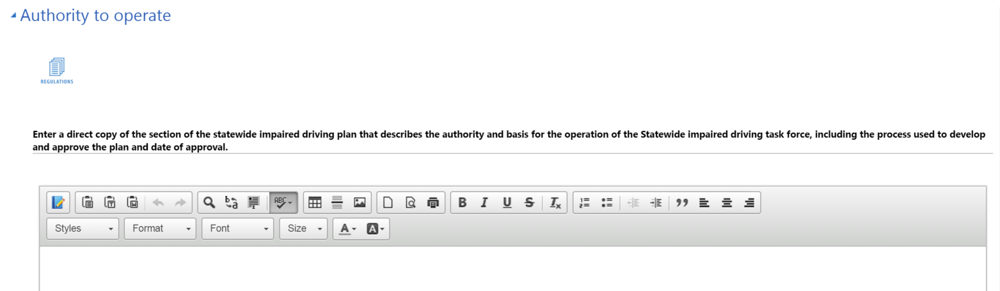 Authority to operate
REGULATIONS
Enter a direct copy of the section of the statewide impaired driving plan that describes the authority and basis for the operation of the Statewide impaired driving task force, including the process used to develop
and approve the plan and date of approval.
ABC B I U S Ix
Styles Format Font Size A A